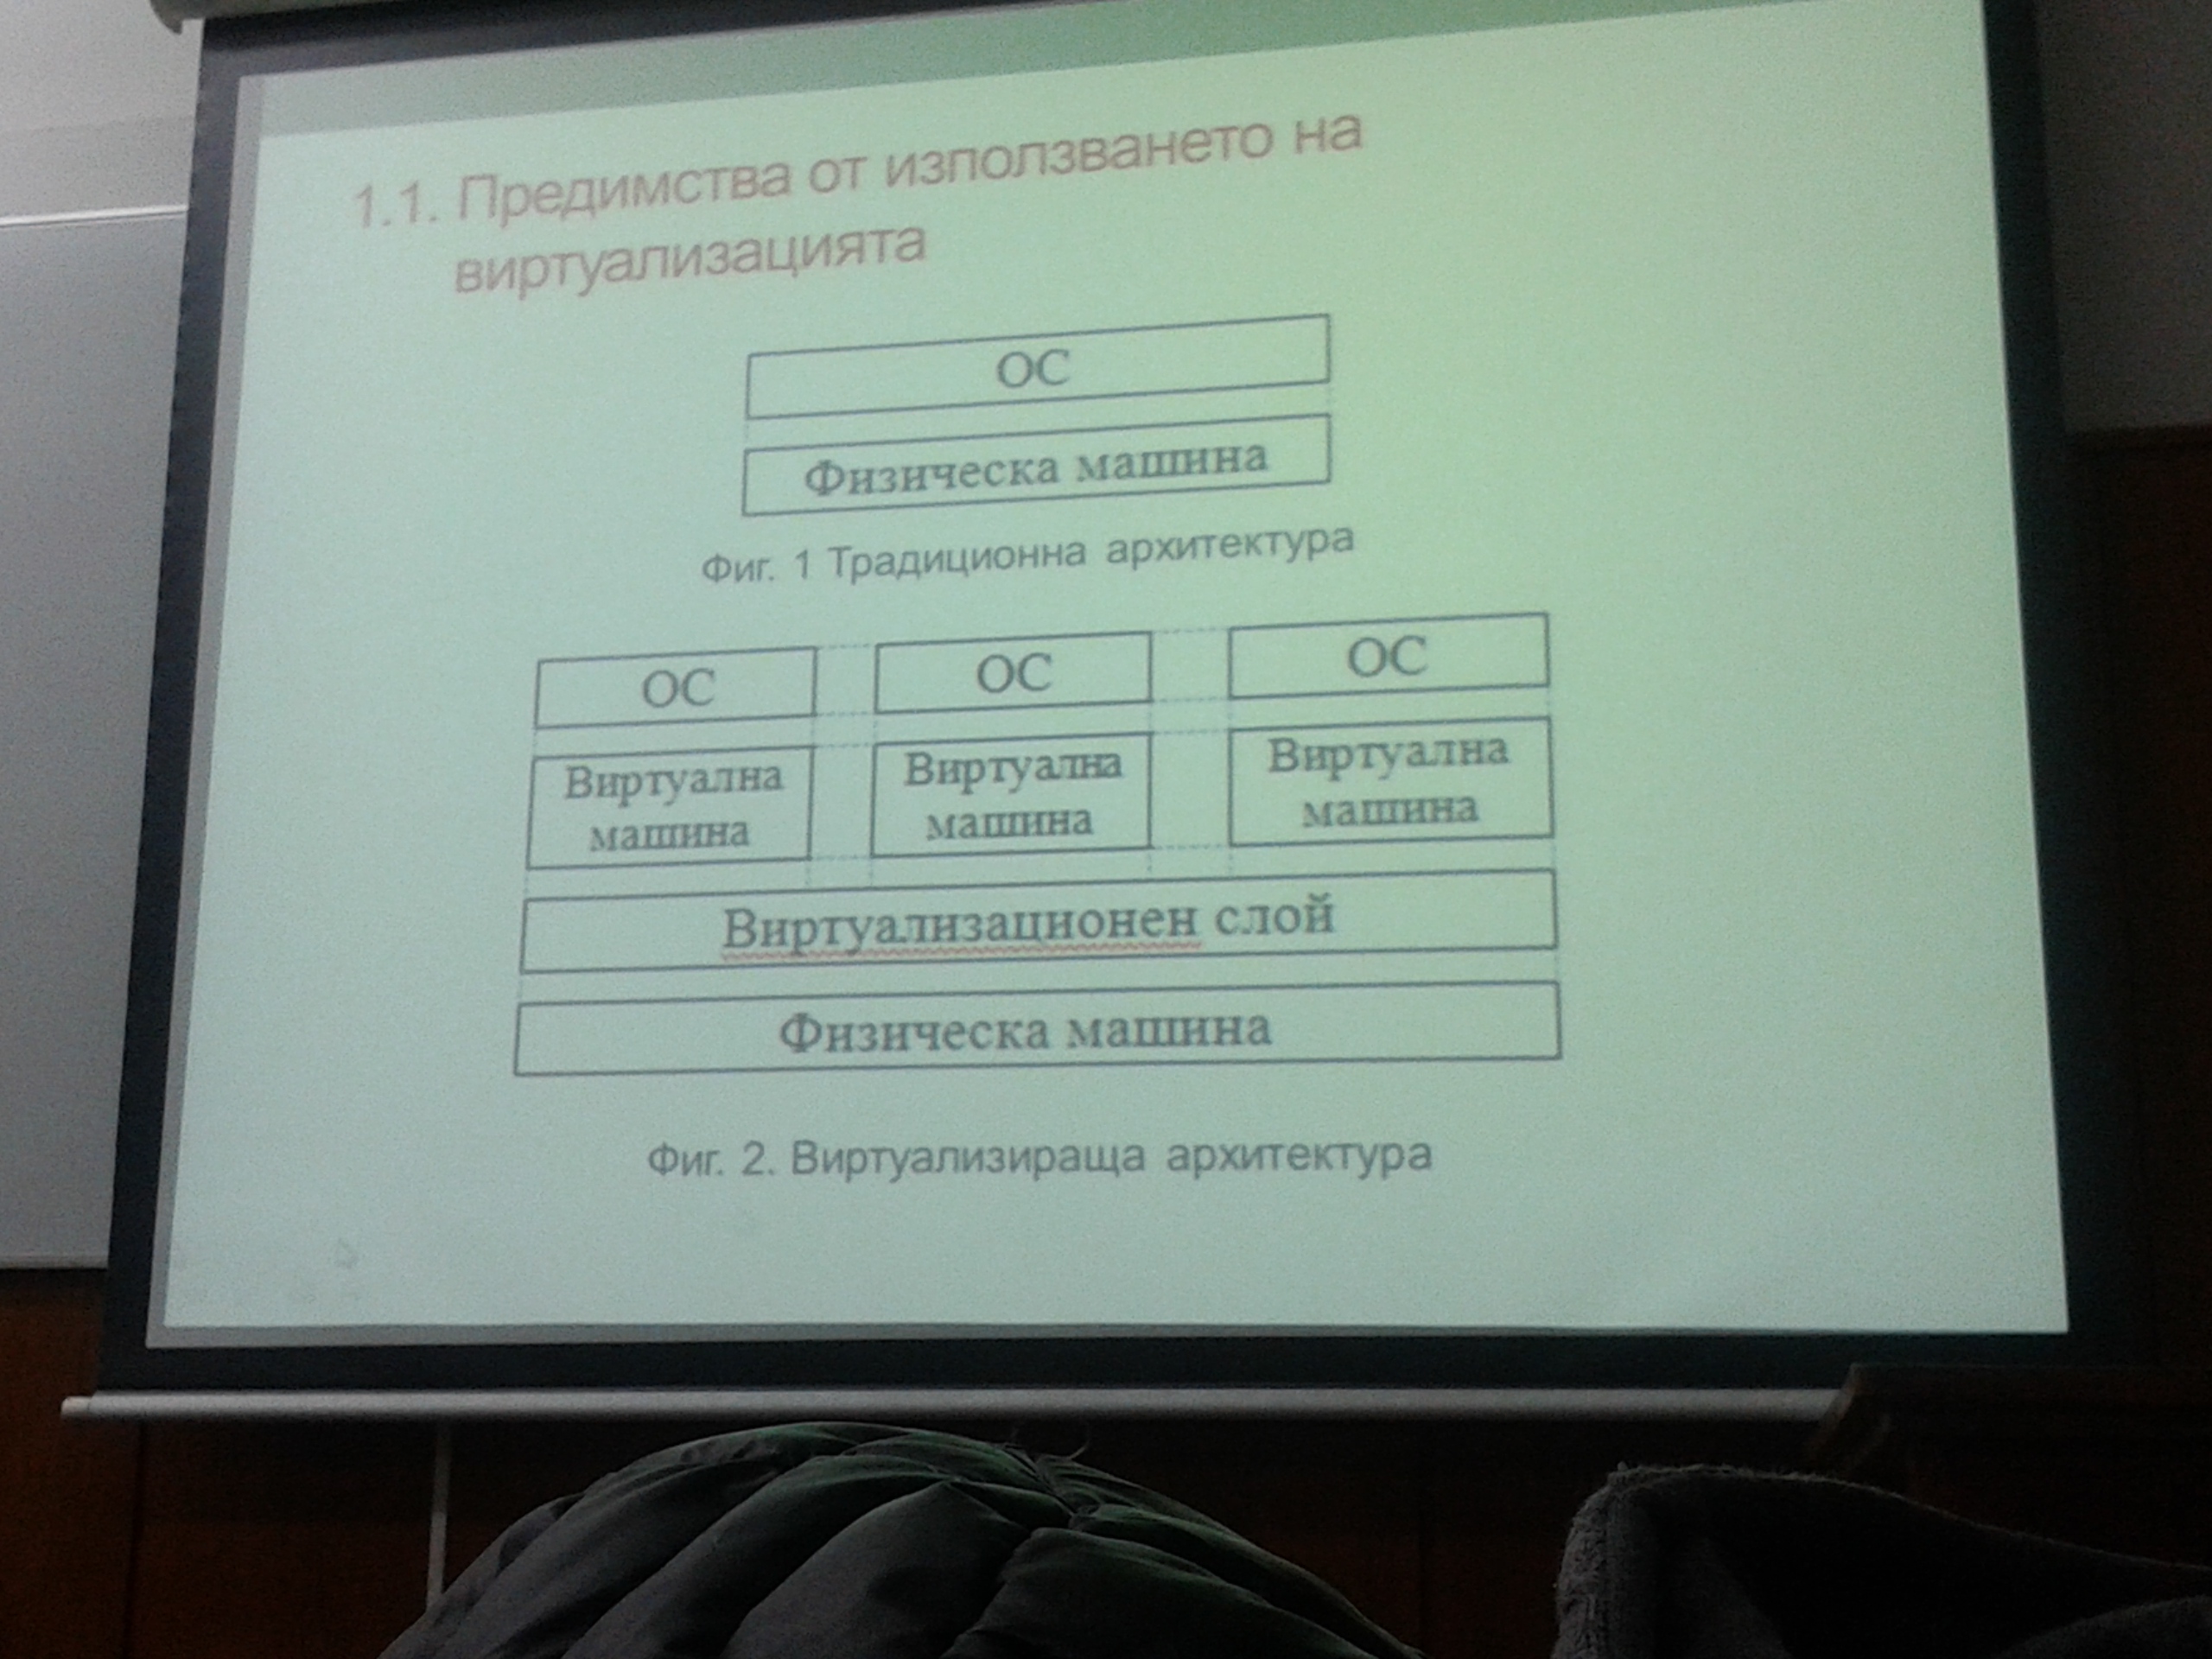 1.1. Предимства от използването на
виртуализацията
ОС
Физическа машина
Фиг. 1 Традиционна архитектура
ОС ОС ОС
Виртуална Виртуална Виртуална
машина машина машина
Виртуализационен слой
Физическа машина
Фиг. 2. Виртуализираща архитектура